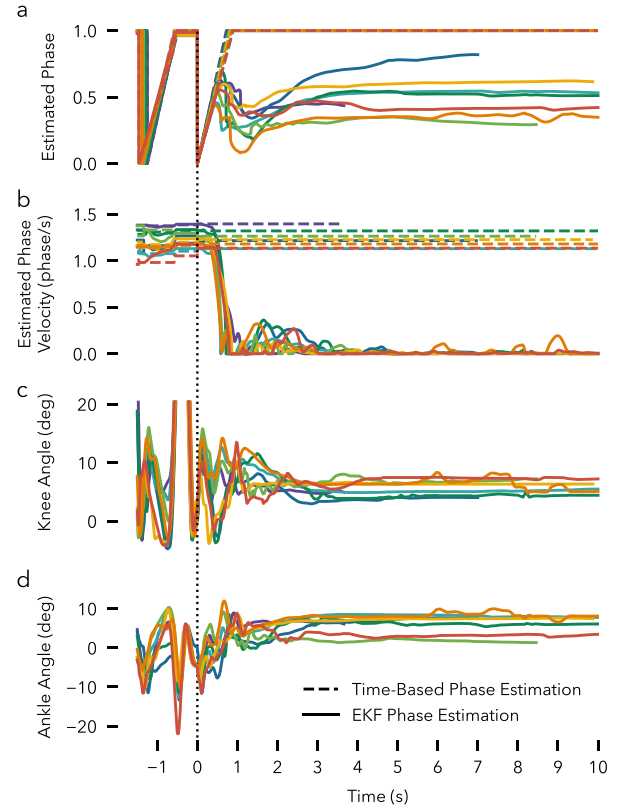 a
Estimated Phase
1.0
0.5
0.0
b
Estimated Phase
Velocity (phase/s)
1.5
1.0
0.5
0.0
c
Knee Angle (deg)
20
10
0
d
Ankle Angle (deg)
10
0
−10
−20
Time-Based Phase Estimation
EKF Phase Estimation
−1 0 1 2 3 4 5 6 7 8 9 10
Time (s)